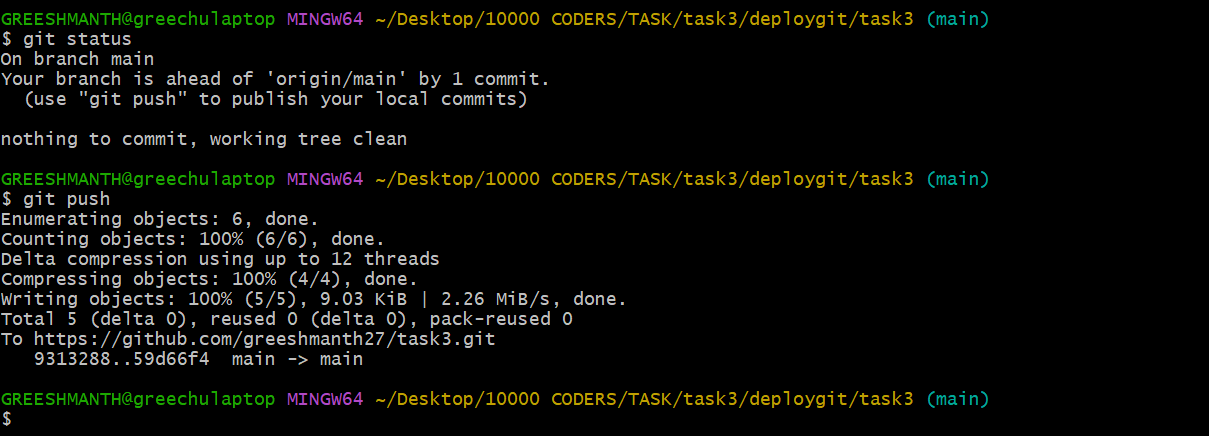 GREESHMANTH@greechulaptop MINGW64 ~/Desktop/10000 CODERS/TASK/task3/deploygit/task3 (main)
$ git status
On branch main
Your branch is ahead of 'origin/main' by 1 commit.
  (use "git push" to publish your local commits)

nothing to commit, working tree clean

GREESHMANTH@greechulaptop MINGW64 ~/Desktop/10000 CODERS/TASK/task3/deploygit/task3 (main)
$ git push
Enumerating objects: 6, done.
Counting objects: 100% (6/6), done.
Delta compression using up to 12 threads
Compressing objects: 100% (4/4), done.
Writing objects: 100% (5/5), 9.03 KiB | 2.26 MiB/s, done.
Total 5 (delta 0), reused 0 (delta 0), pack-reused 0
To https://github.com/greeshmanth27/task3.git
   9313288..59d66f4  main -> main

GREESHMANTH@greechulaptop MINGW64 ~/Desktop/10000 CODERS/TASK/task3/deploygit/task3 (main)
$